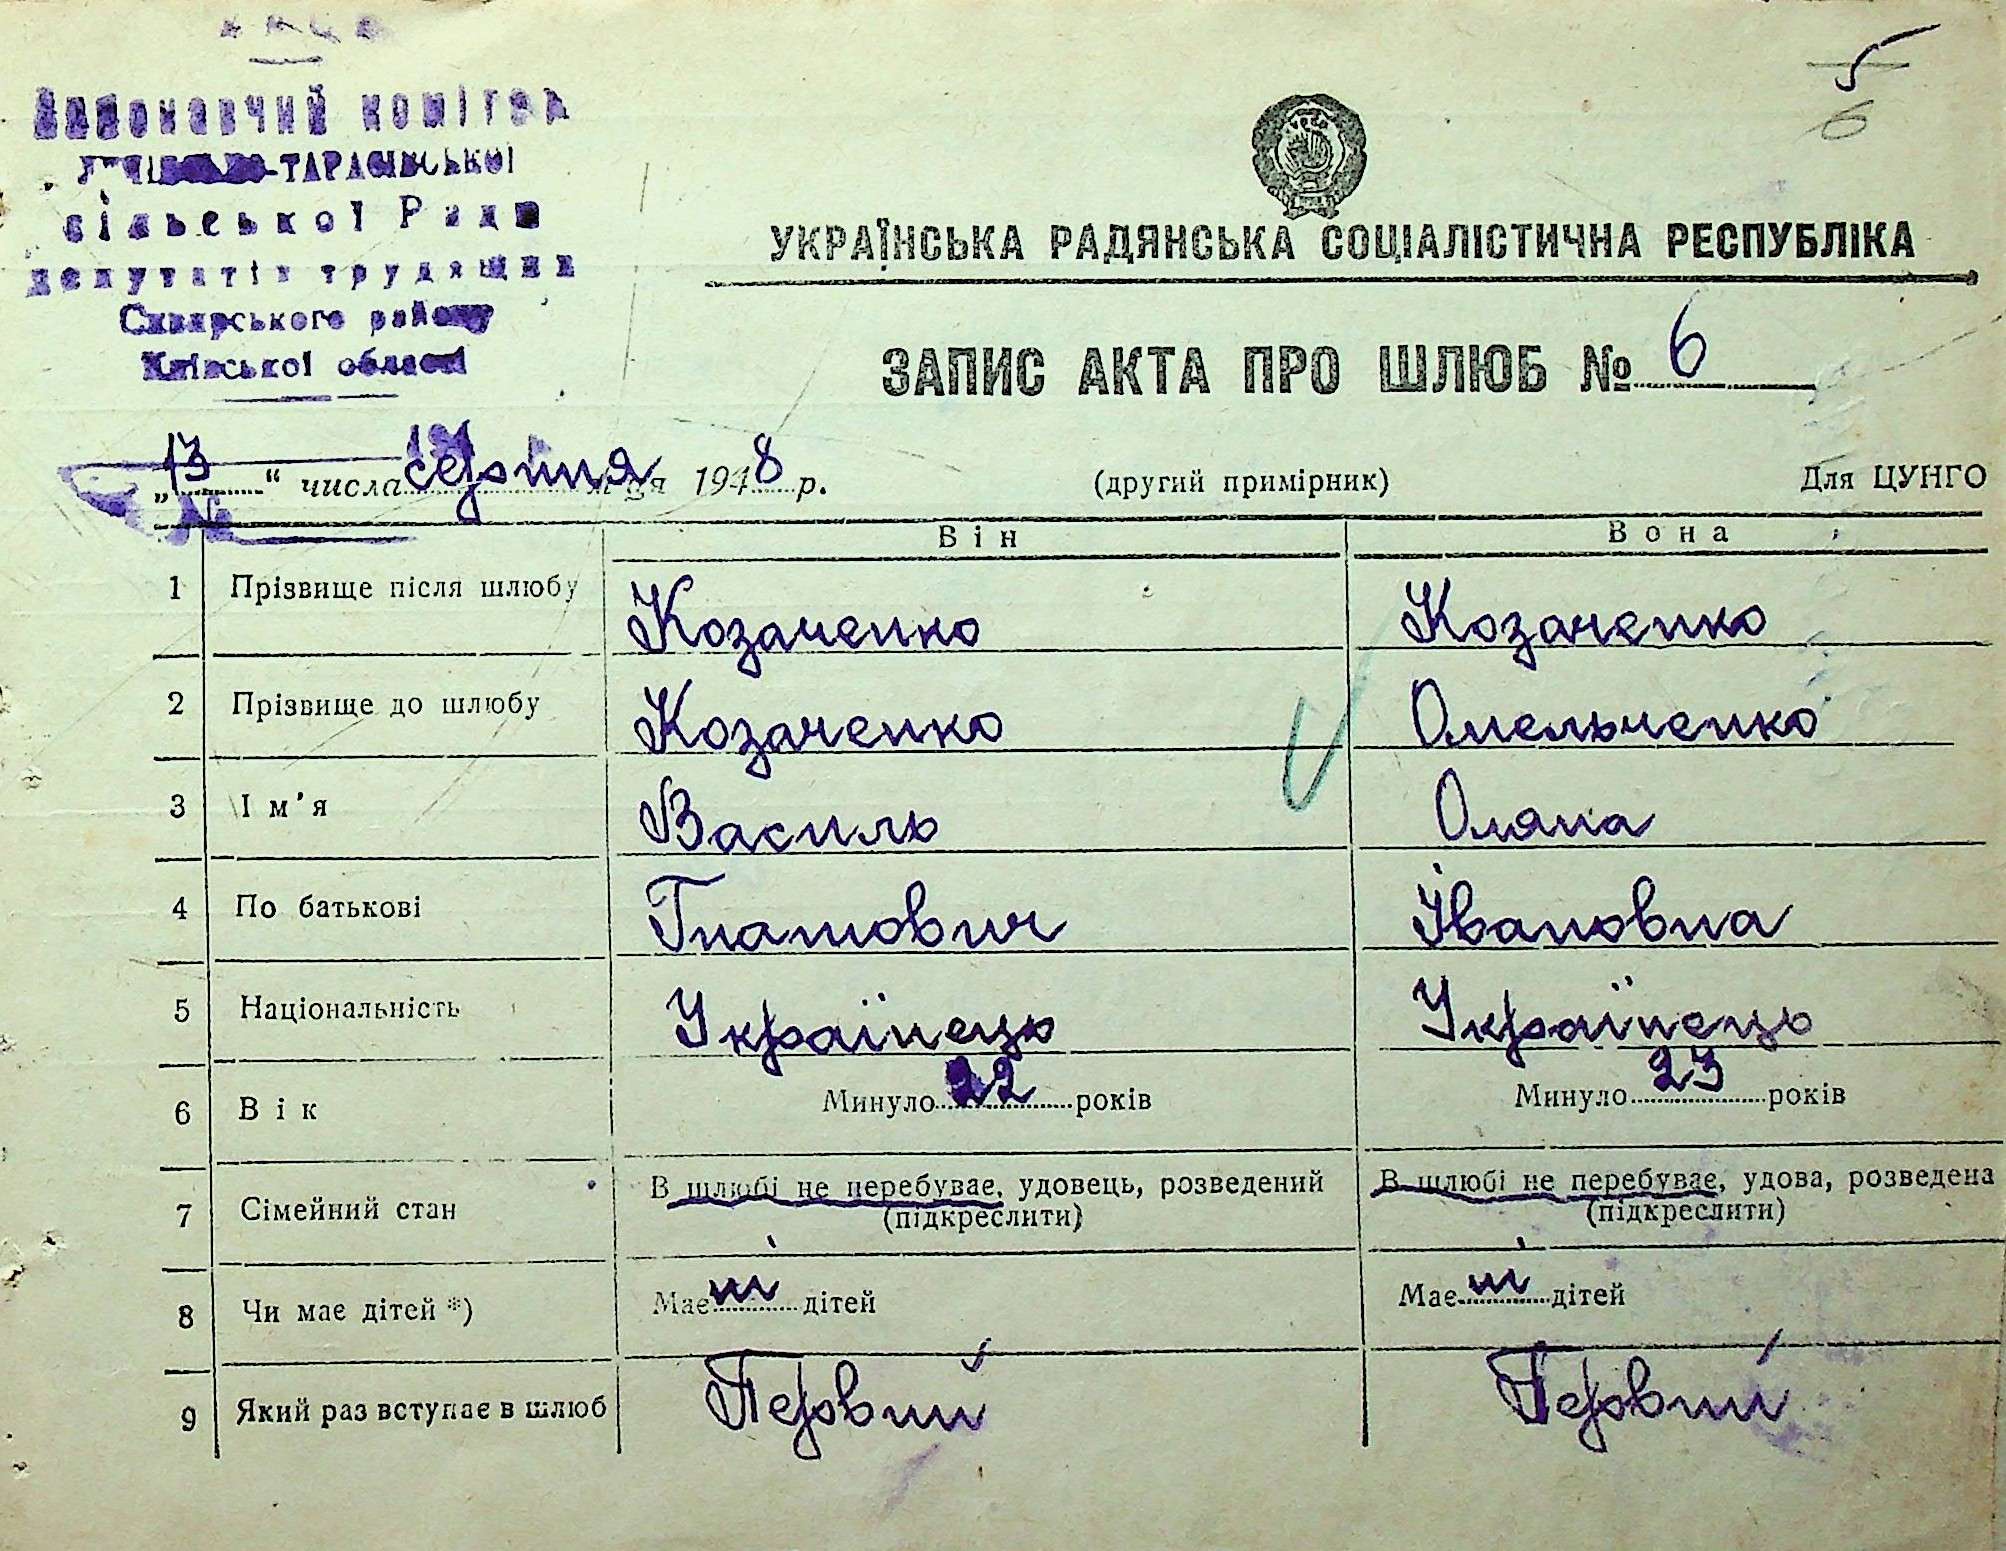 5
6
Виконавчий комітет
-ТАРАСІВСЬКОЇ
сільської Ради
депутатів трудящих
Сквирського району
Київської області
УКРАЇНСЬКА РАДЯНСЬКА СОЦІАЛІСТИЧНА РЕСПУБЛІКА
ЗАПИС АКТА ПРО ШЛЮБ № 6
„13“ числа серпня м-ця 1948 р. (другий примірник) Для ЦУНГО
Він Вона
1 Прізвище після шлюбу Козаченко Козаченко
2 Прізвище до шлюбу Козаченко Омельченко
3 Ім'я Василь Оляна
4 По батькові Гнатович Івановна
5 Національність Українець Українець
6 Вік Минуло 22 років Минуло 23 років
7 Сімейний стан В шлюбі не перебуває, удовець, розведений (підкреслити) В шлюбі не перебуває, удова, розведена (підкреслити)
8 Чи має дітей *) Має ні дітей Має ні дітей
9 Який раз вступає в шлюб Первий Первий